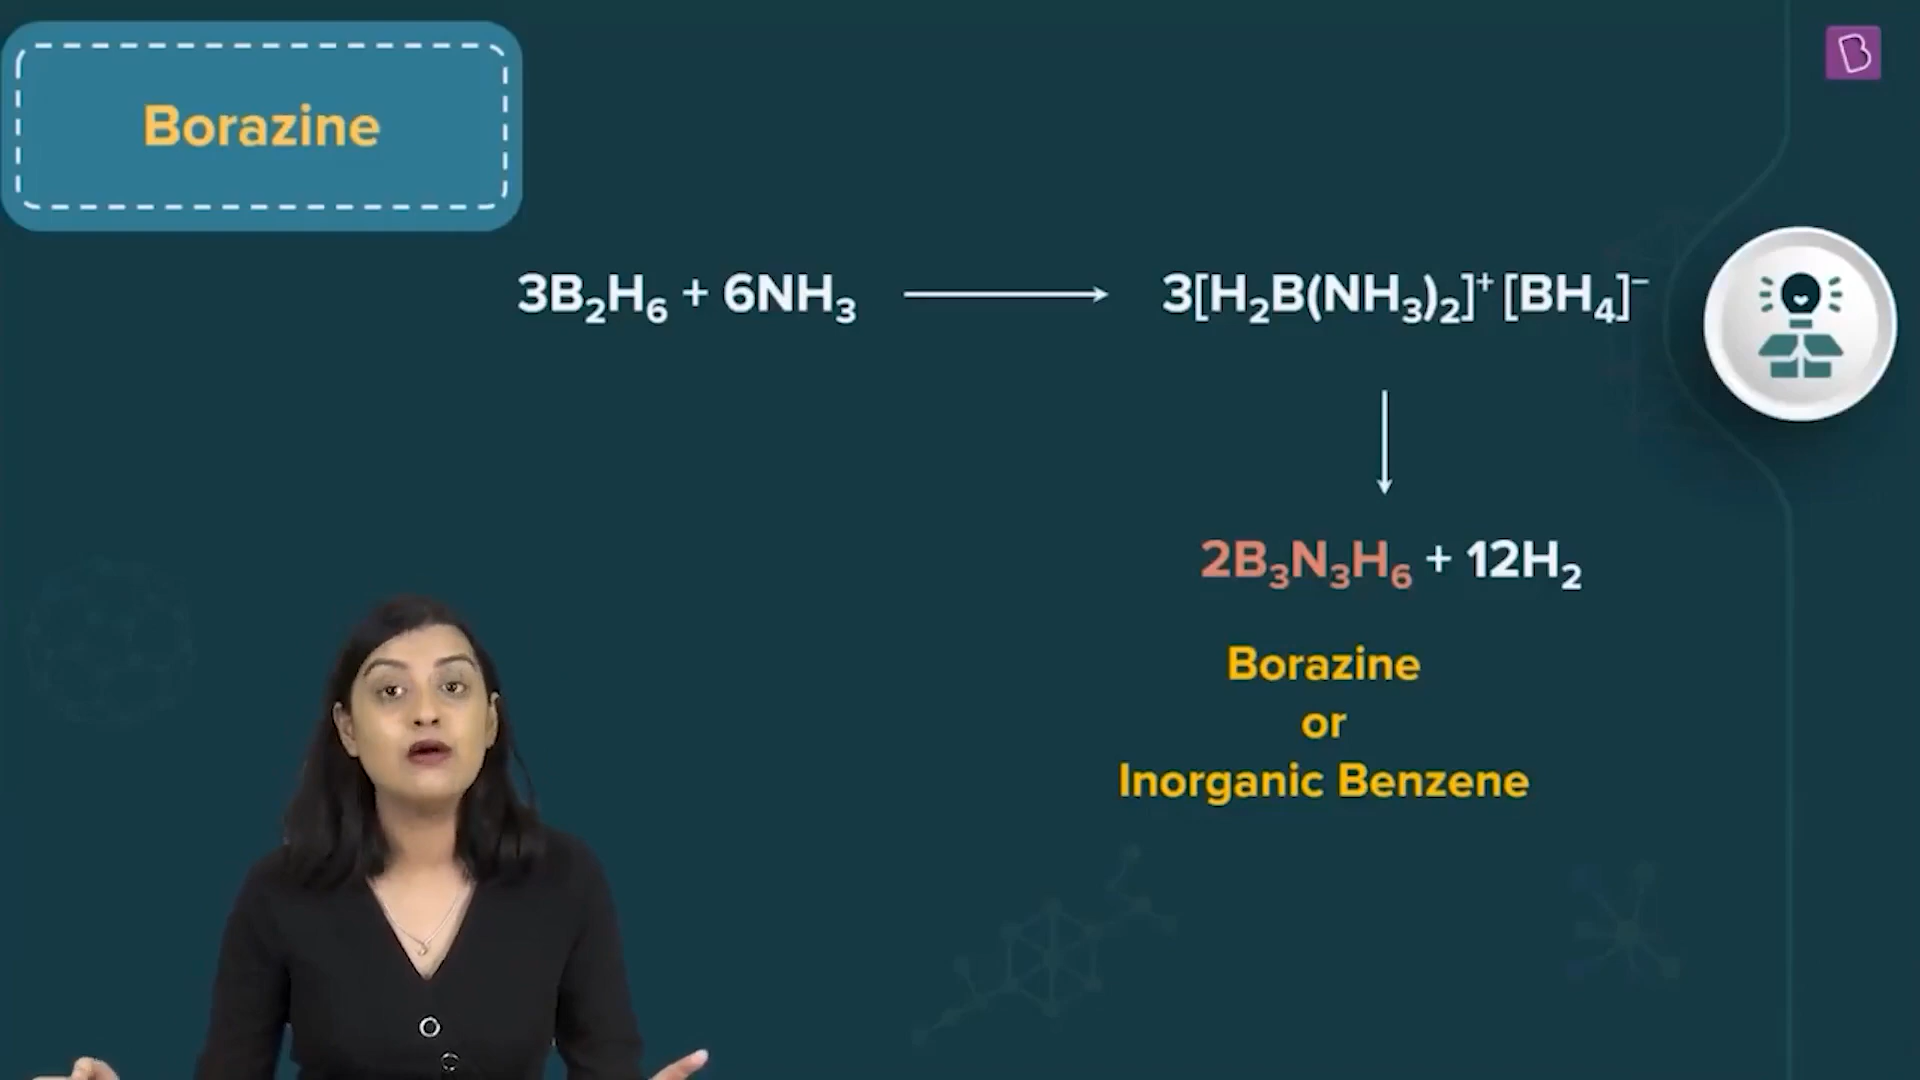 Borazine
B
3B₂H₆ + 6NH₃ ⟶ 3[H₂B(NH₃)₂]⁺ [BH₄]⁻
2B₃N₃H₆ + 12H₂
Borazine
or
Inorganic Benzene